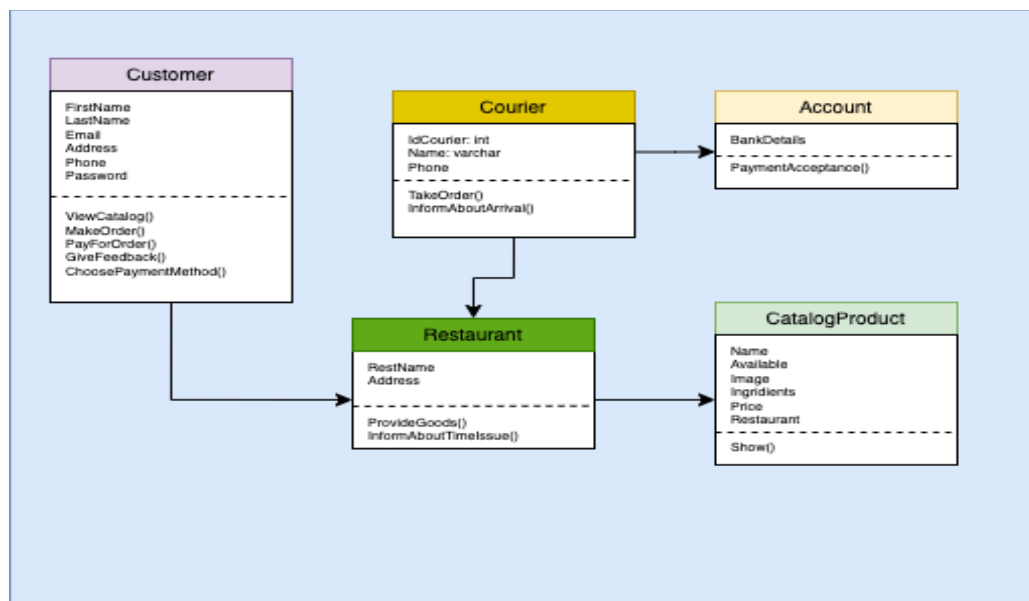 Customer
FirstName
LastName
Email
Address
Phone
Password
ViewCatalog()
MakeOrder()
PayForOrder()
GiveFeedback()
ChoosePaymentMethod()
Courier
IdCourier: int
Name: varchar
Phone
TakeOrder()
InformAboutArrival()
Account
BankDetails
PaymentAcceptance()
Restaurant
RestName
Address
ProvideGoods()
InformAboutTimeIssue()
CatalogProduct
Name
Available
Image
Ingridients
Price
Restaurant
Show()